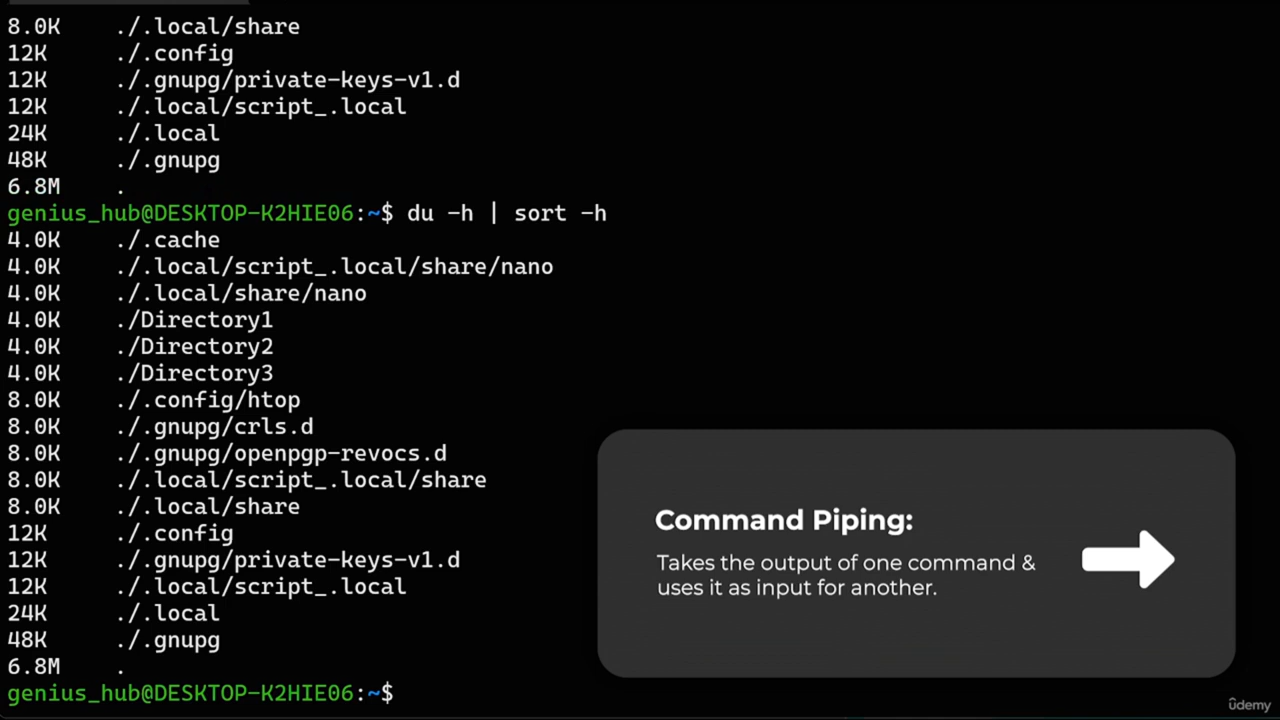 8.0K    ./.local/share
12K     ./.config
12K     ./.gnupg/private-keys-v1.d
12K     ./.local/script_.local
24K     ./.local
48K     ./.gnupg
6.8M    .
genius_hub@DESKTOP-K2HIE06:~$ du -h | sort -h
4.0K    ./.cache
4.0K    ./.local/script_.local/share/nano
4.0K    ./.local/share/nano
4.0K    ./Directory1
4.0K    ./Directory2
4.0K    ./Directory3
8.0K    ./.config/htop
8.0K    ./.gnupg/crls.d
8.0K    ./.gnupg/openpgp-revocs.d
8.0K    ./.local/script_.local/share
8.0K    ./.local/share
12K     ./.config
12K     ./.gnupg/private-keys-v1.d
12K     ./.local/script_.local
24K     ./.local
48K     ./.gnupg
6.8M    .
genius_hub@DESKTOP-K2HIE06:~$
Command Piping:
Takes the output of one command &
uses it as input for another.
ûdemy